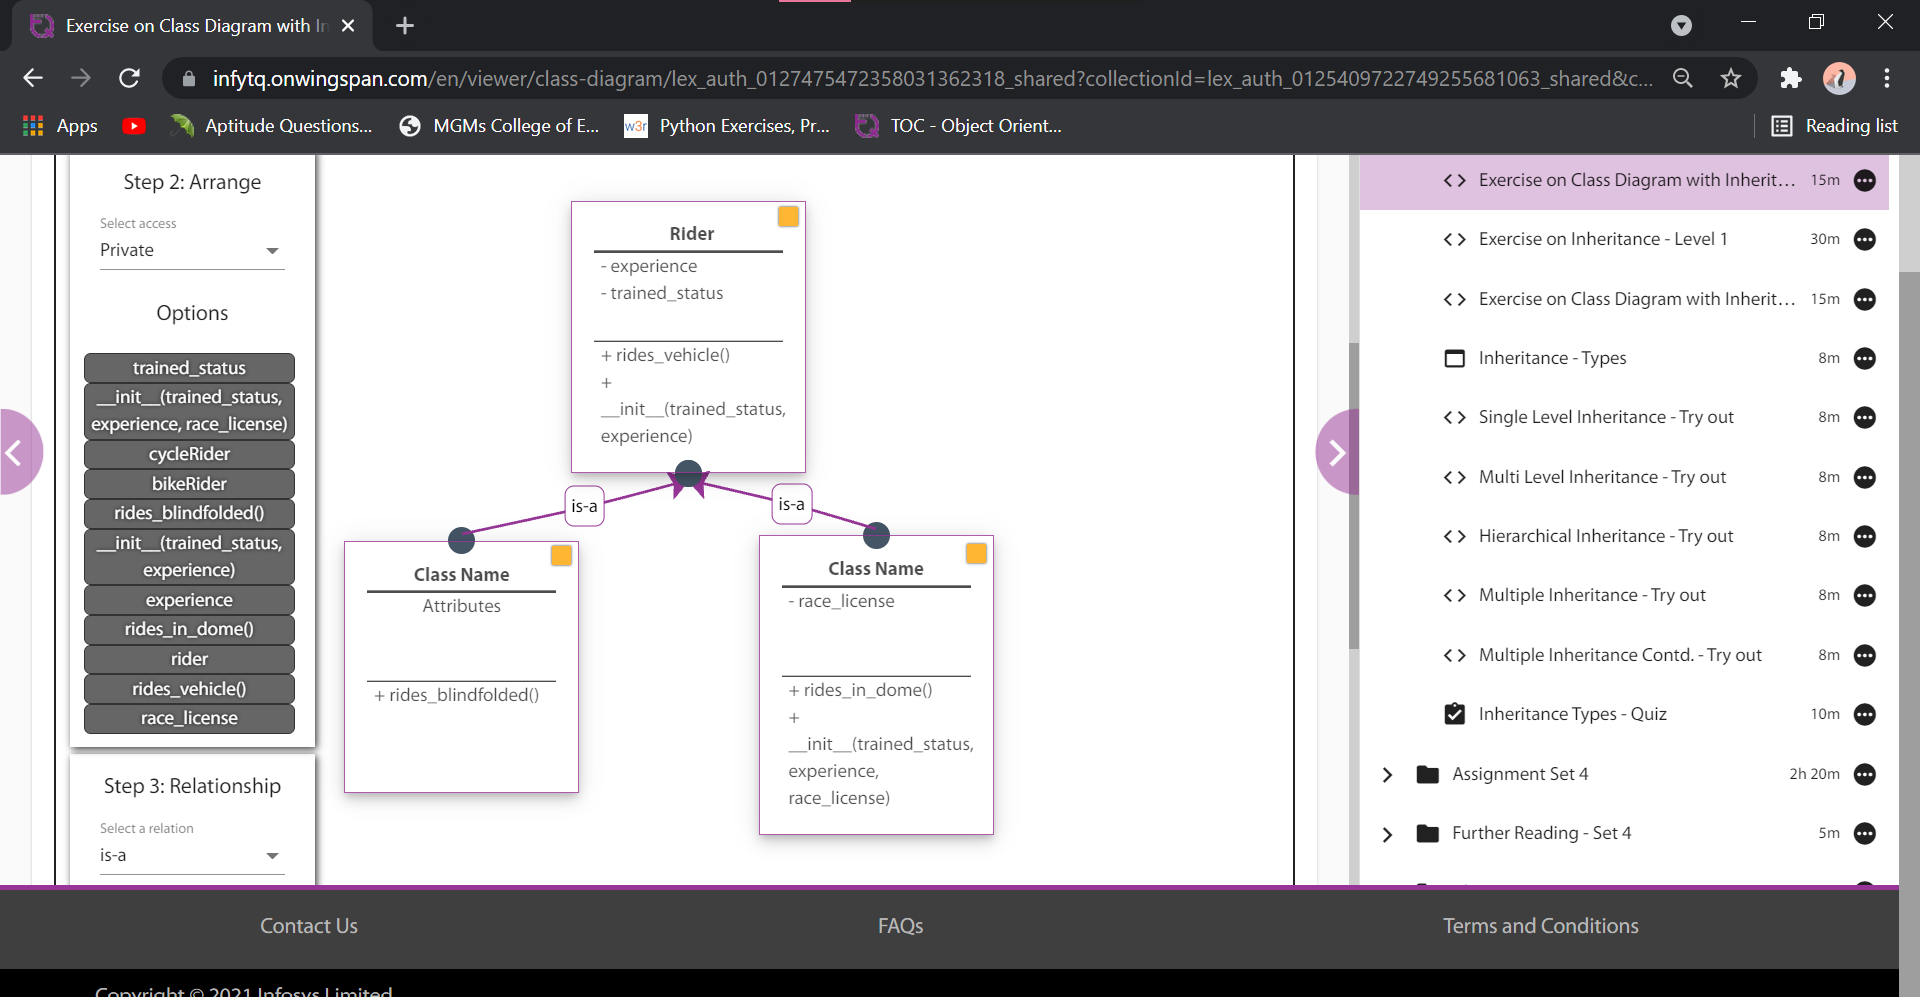 Exercise on Class Diagram with In
infytq.onwingspan.com/en/viewer/class-diagram/lex_auth_0127475472358031362318_shared?collectionId=lex_auth_0125409722749255681063_shared&c...
Apps
Aptitude Questions...
MGMs College of E...
w3r
Python Exercises, Pr...
TOC - Object Orient...
Reading list
Step 2: Arrange
Select access
Private
Options
trained_status
__init__(trained_status,
experience, race_license)
cycleRider
bikeRider
rides_blindfolded()
__init__(trained_status,
experience)
experience
rides_in_dome()
rider
rides_vehicle()
race_license
Step 3: Relationship
Select a relation
is-a
Rider
- experience
- trained_status
+ rides_vehicle()
+
__init__(trained_status,
experience)
is-a
is-a
Class Name
Attributes
+ rides_blindfolded()
Class Name
- race_license
+ rides_in_dome()
+
__init__(trained_status,
experience,
race_license)
Exercise on Class Diagram with Inherit... 15m
Exercise on Inheritance - Level 1 30m
Exercise on Class Diagram with Inherit... 15m
Inheritance - Types 8m
Single Level Inheritance - Try out 8m
Multi Level Inheritance - Try out 8m
Hierarchical Inheritance - Try out 8m
Multiple Inheritance - Try out 8m
Multiple Inheritance Contd. - Try out 8m
Inheritance Types - Quiz 10m
Assignment Set 4 2h 20m
Further Reading - Set 4 5m
Contact Us
FAQs
Terms and Conditions
Copyright © 2021 Infosys Limited